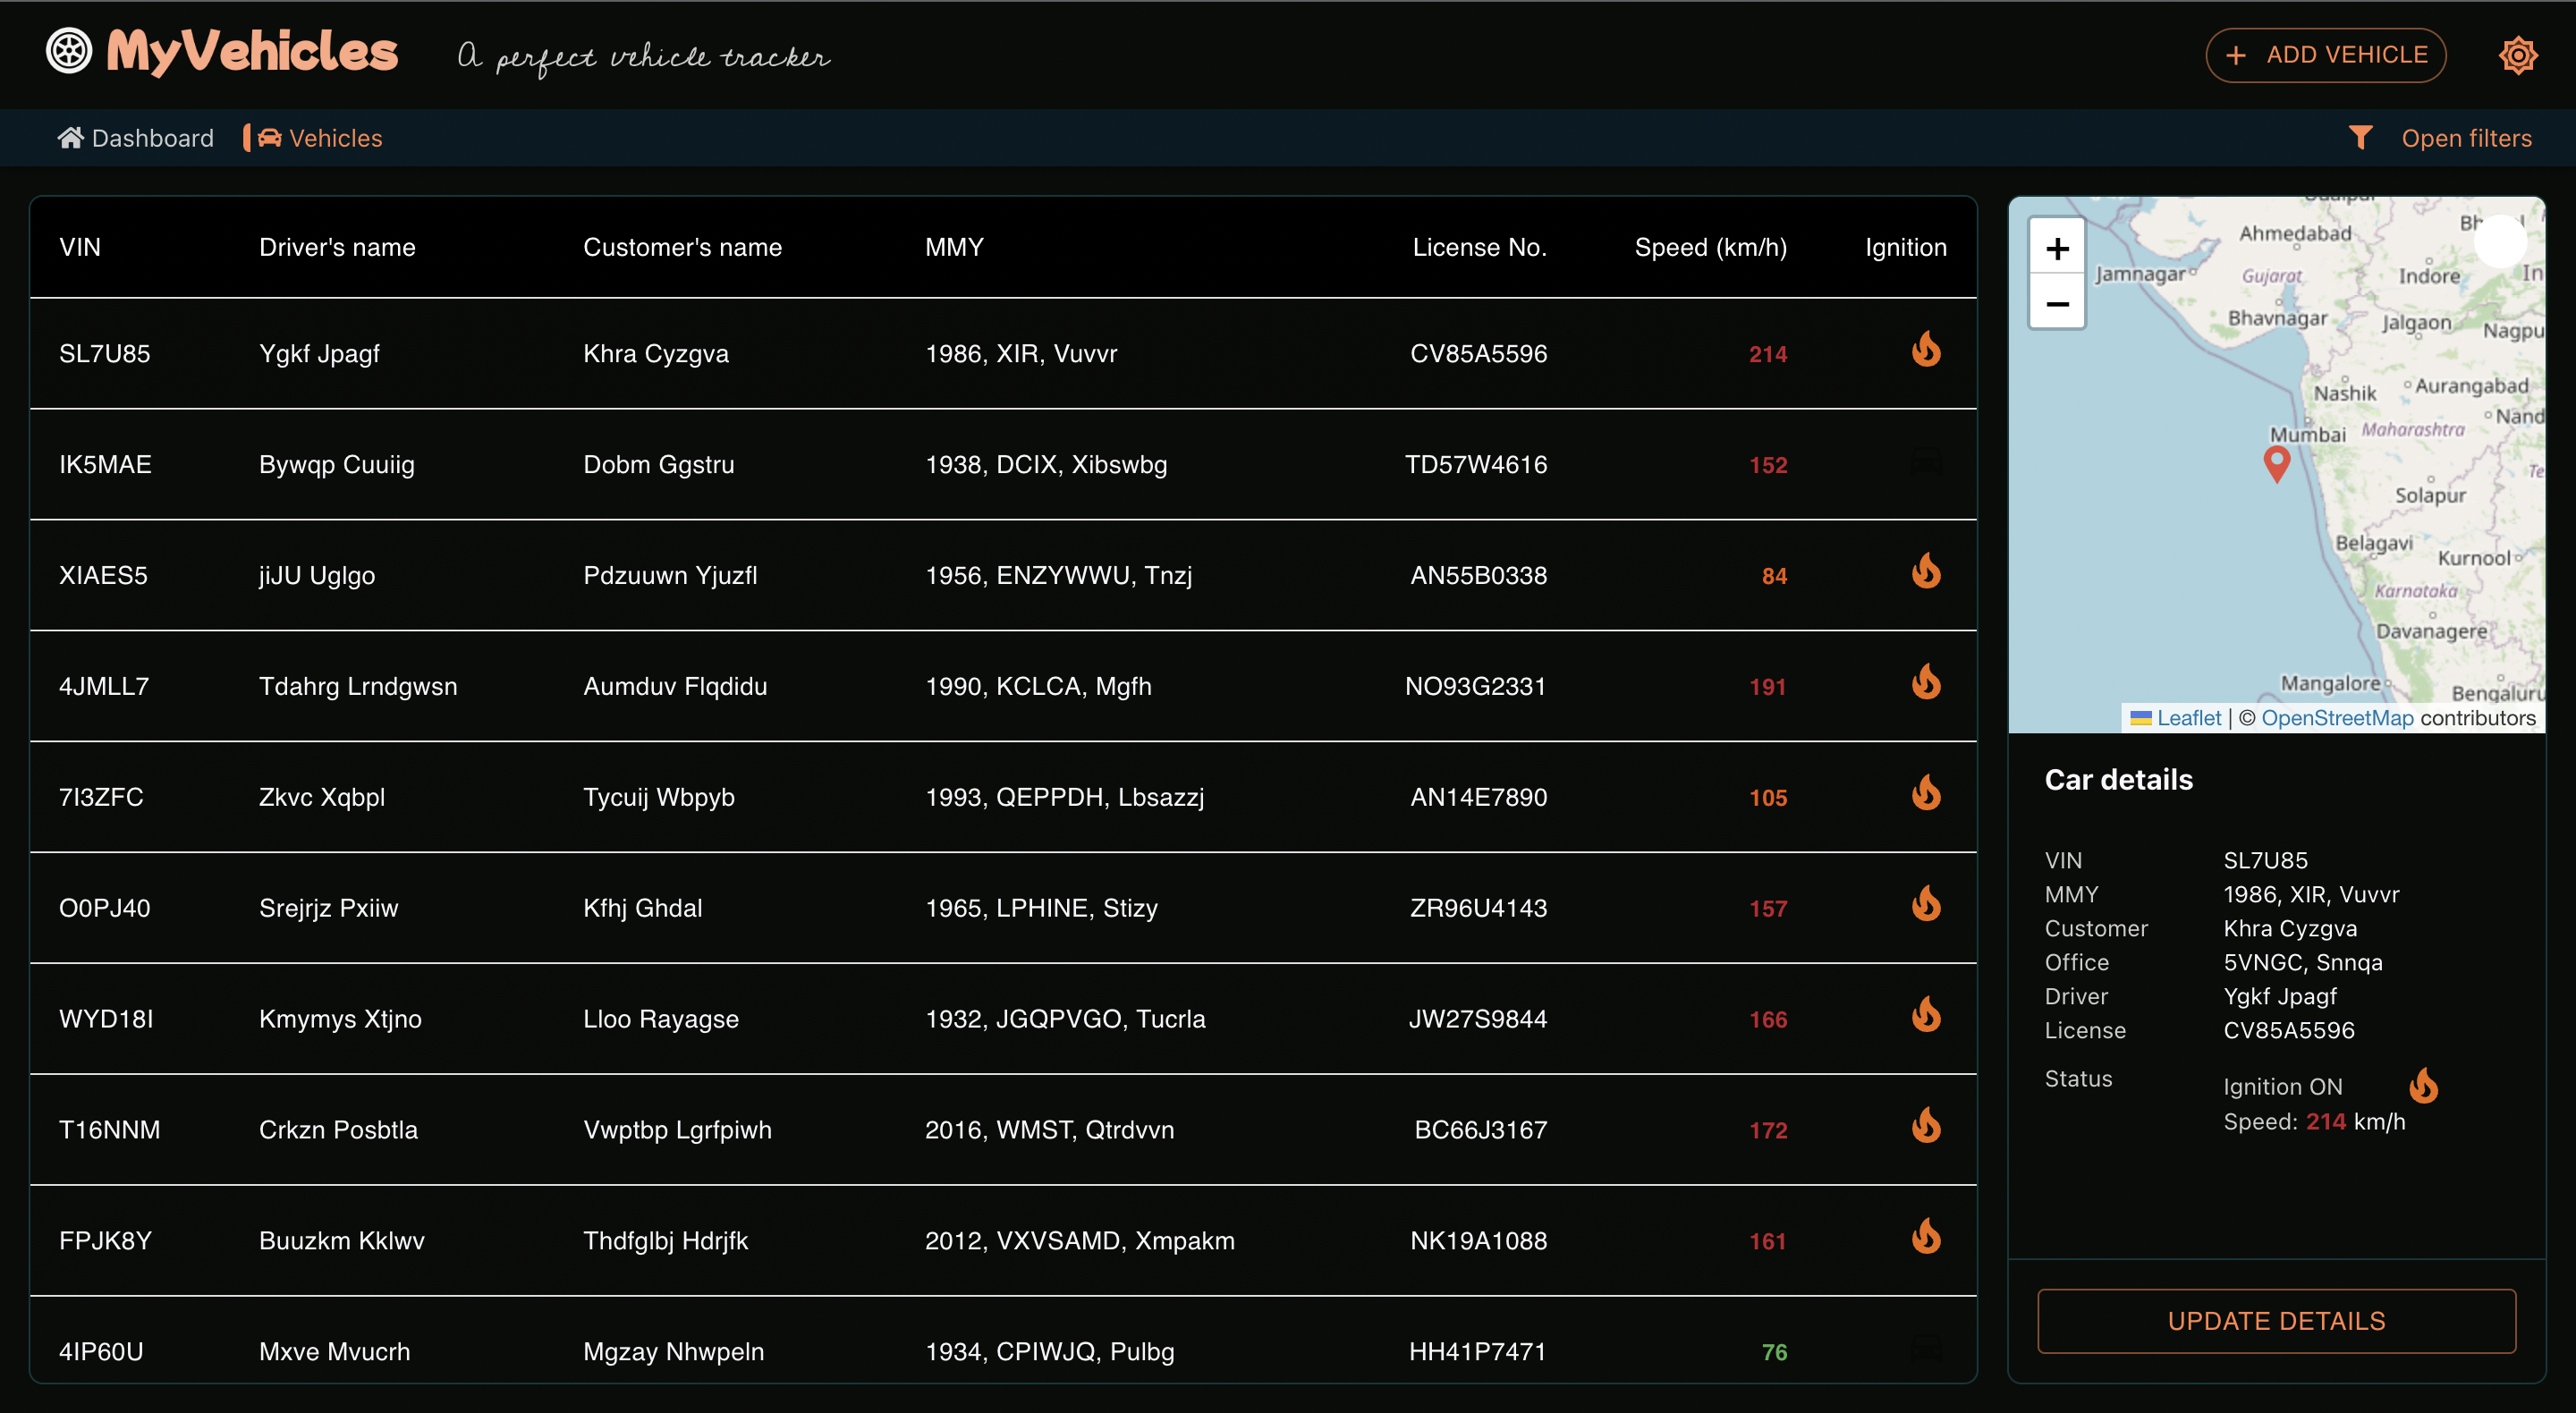 MyVehicles A perfect vehicle tracker + ADD VEHICLE
Dashboard Vehicles Open filters
VIN Driver's name Customer's name MMY License No. Speed (km/h) Ignition
SL7U85 Ygkf Jpagf Khra Cyzgva 1986, XIR, Vuvvr CV85A5596 214
IK5MAE Bywqp Cuuiig Dobm Ggstru 1938, DCIX, Xibswbg TD57W4616 152
XIAES5 jiJU Uglgo Pdzuuwn Yjuzfl 1956, ENZYWWU, Tnzj AN55B0338 84
4JMLL7 Tdahrg Lrndgwsn Aumduv Flqdidu 1990, KCLCA, Mgfh NO93G2331 191
7I3ZFC Zkvc Xqbpl Tycuij Wbpyb 1993, QEPPDH, Lbsazzj AN14E7890 105
O0PJ40 Srejrjz Pxiiw Kfhj Ghdal 1965, LPHINE, Stizy ZR96U4143 157
WYD18I Kmymys Xtjno Lloo Rayagse 1932, JGQPVGO, Tucrla JW27S9844 166
T16NNM Crkzn Posbtla Vwptbp Lgrfpiwh 2016, WMST, Qtrdvvn BC66J3167 172
FPJK8Y Buuzkm Kklwv Thdfglbj Hdrjfk 2012, VXVSAMD, Xmpakm NK19A1088 161
4IP60U Mxve Mvucrh Mgzay Nhwpeln 1934, CPIWJQ, Pulbg HH41P7471 76
+
−
Ahmedabad
Jamnagar Gujarat Indore
Bhavnagar Jalgaon Nagpu
Nashik Aurangabad
Nand
Mumbai Maharashtra
Solapur
Belagavi
Kurnool
Karnataka
Davanagere
Mangalore
Bengaluru
Leaflet | © OpenStreetMap contributors
Car details
VIN SL7U85
MMY 1986, XIR, Vuvvr
Customer Khra Cyzgva
Office 5VNGC, Snnqa
Driver Ygkf Jpagf
License CV85A5596
Status Ignition ON
Speed: 214 km/h
UPDATE DETAILS